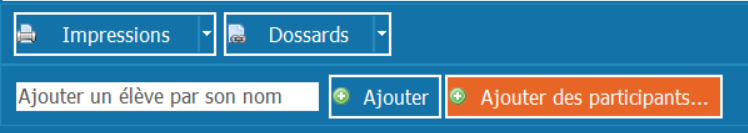 Impressions Dossards
Ajouter un élève par son nom Ajouter Ajouter des participants...